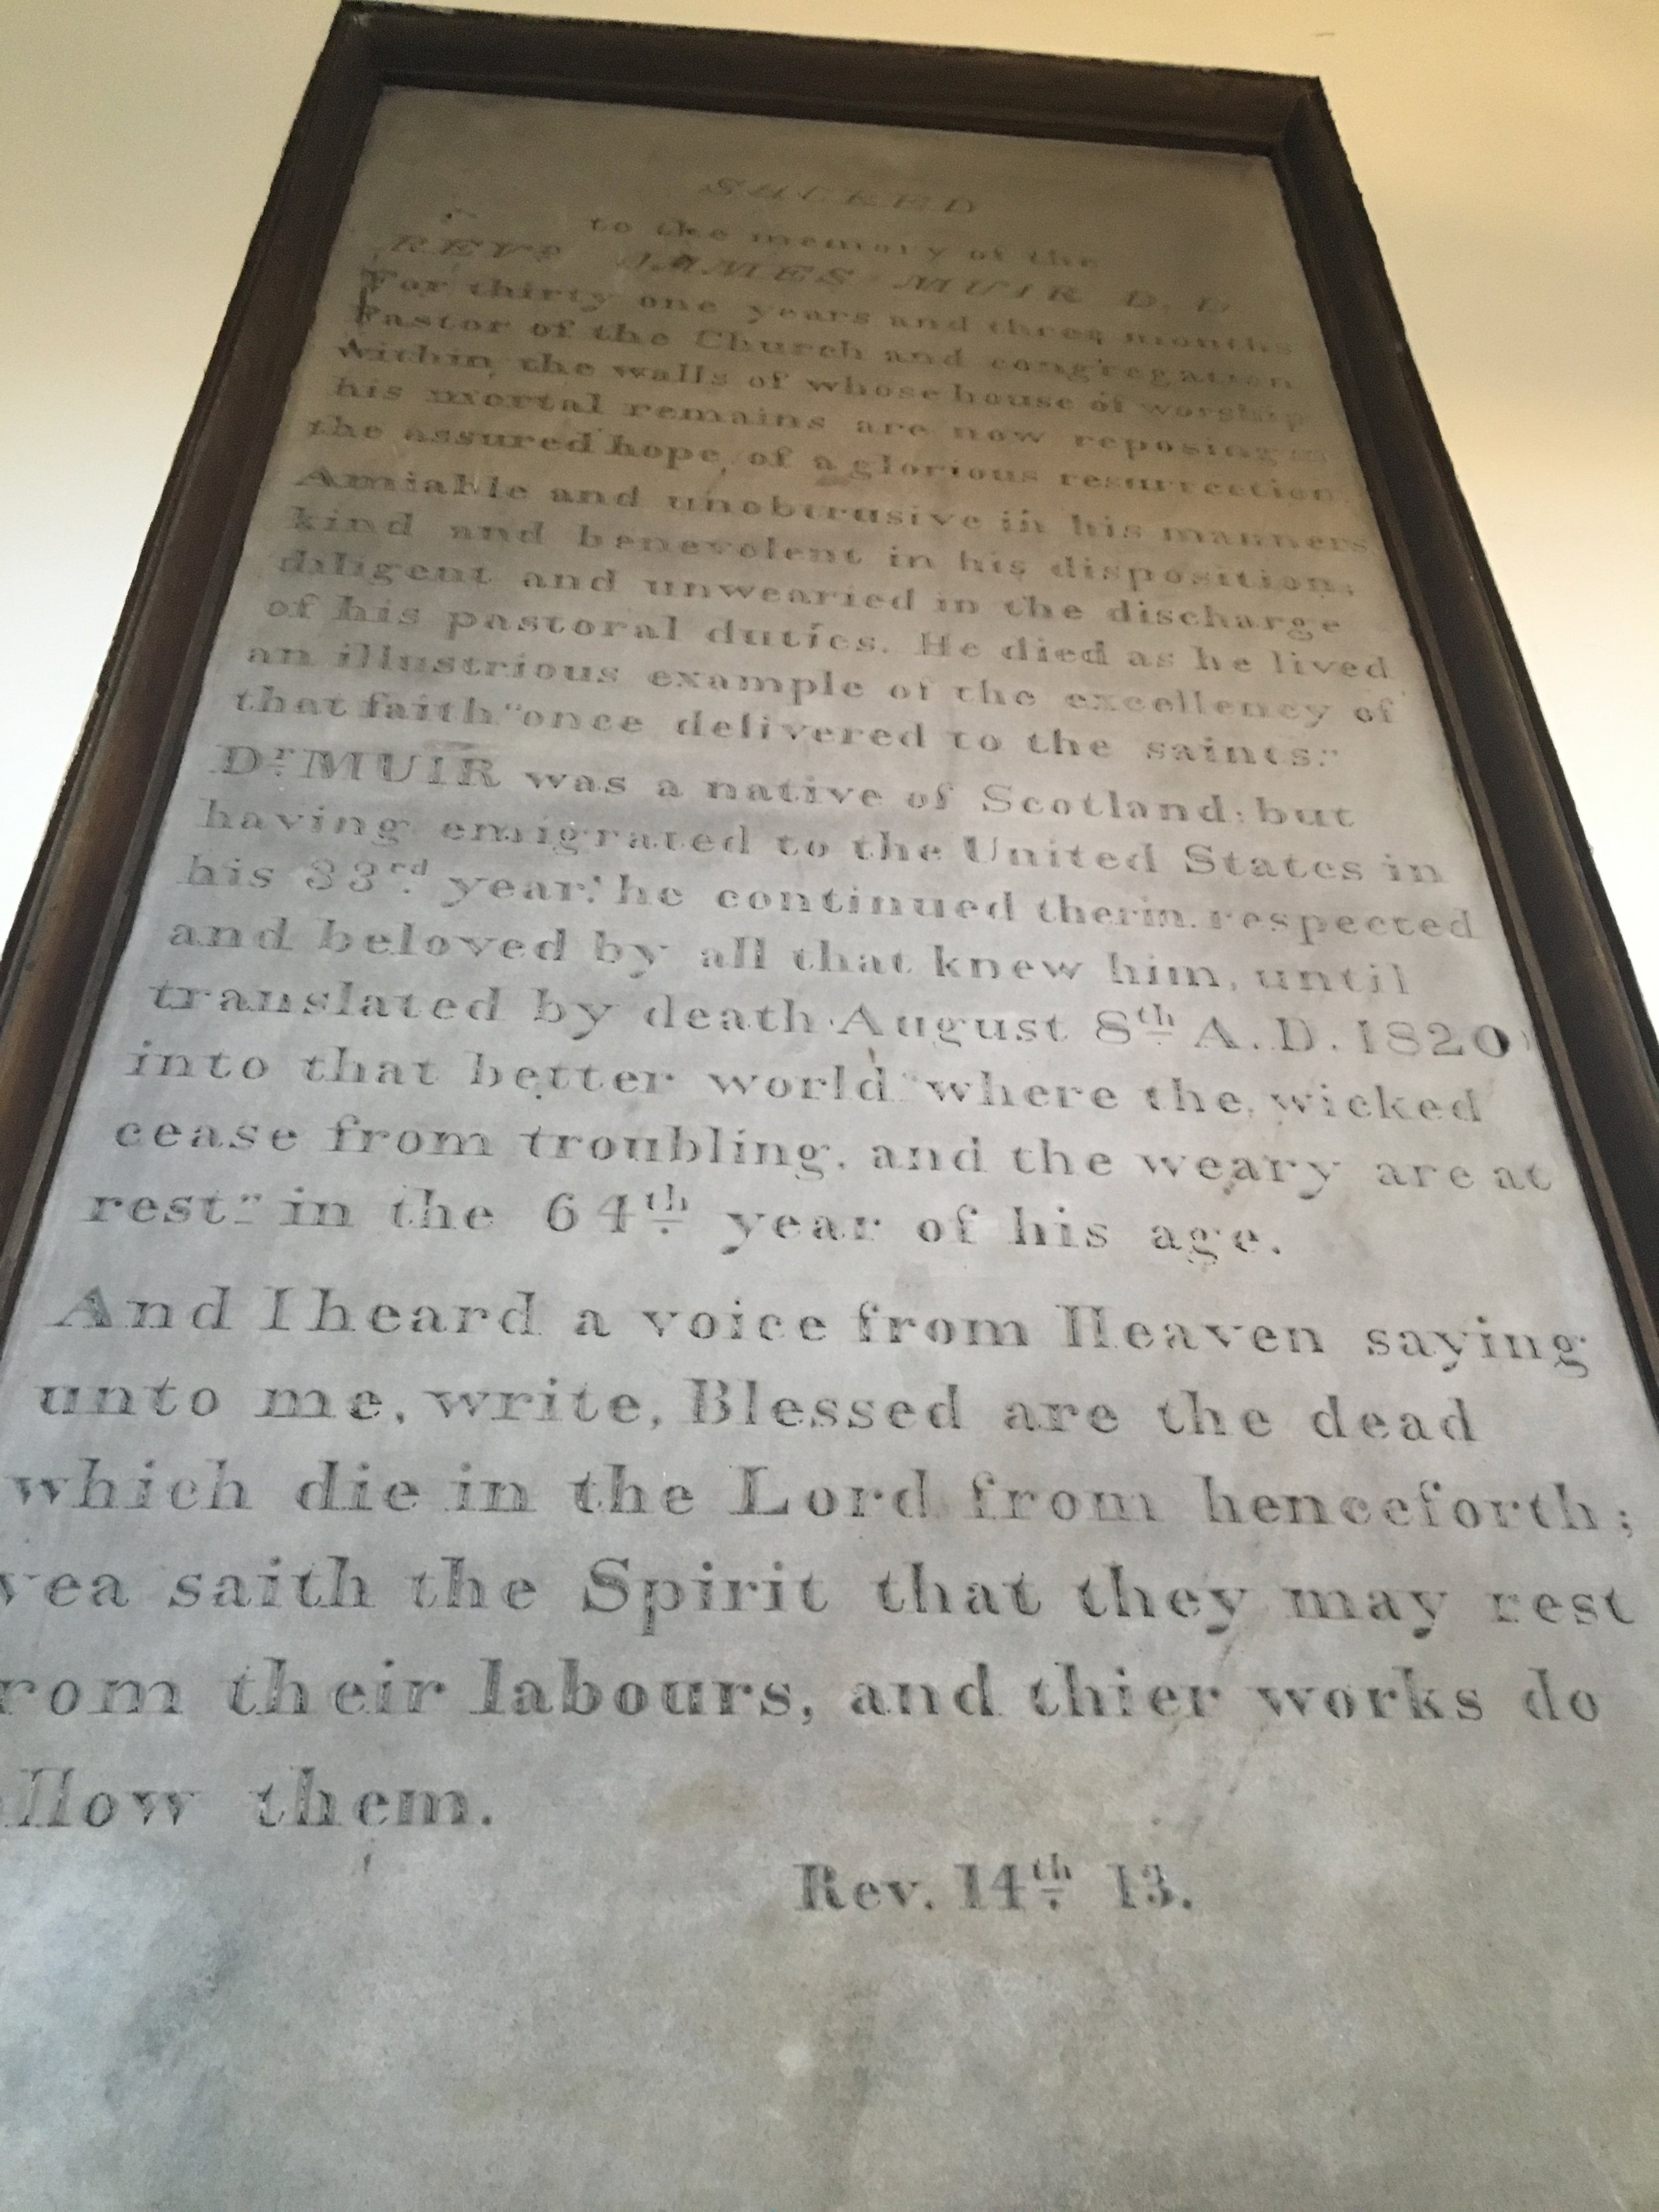 SACRED
to the memory of the
REVD JAMES MUIR D. D.
For thirty one years and three months
Pastor of the Church and congregation
within the walls of whose house of worship
his mortal remains are now reposing in
the assured hope, of a glorious resurrection.
Amiable and unobtrusive in his manners
kind and benevolent in his disposition;
diligent and unwearied in the discharge
of his pastoral duties. He died as he lived
an illustrious example of the excellency of
that faith "once delivered to the saints."
Dr. MUIR was a native of Scotland; but
having emigrated to the United States in
his 33rd year; he continued therin. respected
and beloved by all that knew him, until
translated by death August 8th A. D. 1820
into that better world "where the wicked
cease from troubling, and the weary are at
rest" in the 64th year of his age.
And I heard a voice from Heaven saying
unto me, write, Blessed are the dead
which die in the Lord from henceforth;
yea saith the Spirit that they may rest
rom their labours, and thier works do
llow them.
Rev. 14th 13.